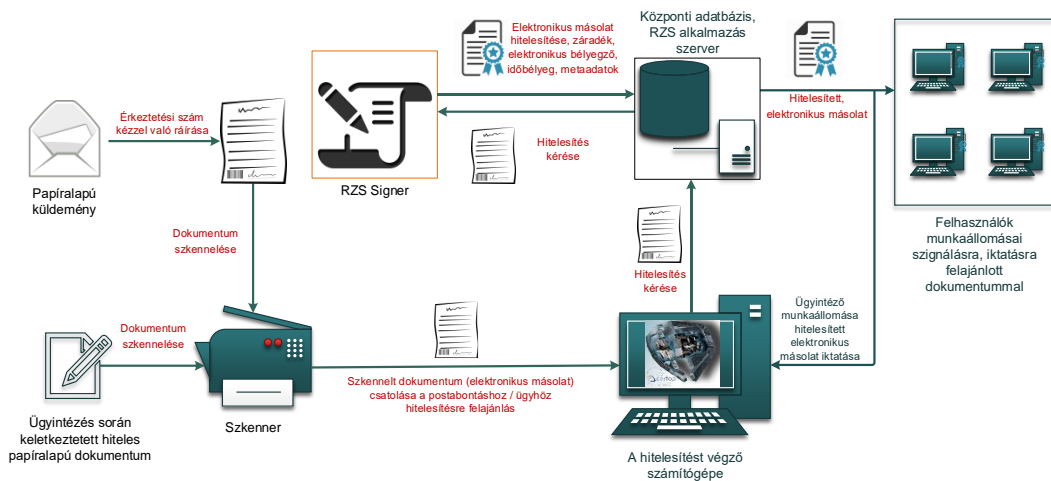 Elektronikus másolat
hitelesítése, záradék,
elektronikus bélyegző,
időbélyeg, metaadatok
Központi adatbázis,
RZS alkalmazás
szerver
Hitelesített,
elektronikus másolat
Érkeztetési szám
kézzel való ráírása
Hitelesítés
kérése
Papíralapú
küldemény
RZS Signer
Felhasználók
munkaállomásai
szignálásra, iktatásra
felajánlott
dokumentummal
Dokumentum
szkennelése
Hitelesítés
kérése
Ügyintéző
munkaállomása
hitelesített
elektronikus
másolat iktatása
Dokumentum
szkennelése
Szkennelt dokumentum (elektronikus másolat)
csatolása a postabontáshoz / ügyhöz
hitelesítésre felajánlás
Ügyintézés során
keletkeztetett hiteles
papíralapú dokumentum
Szkenner
A hitelesítést végző
számítógépe